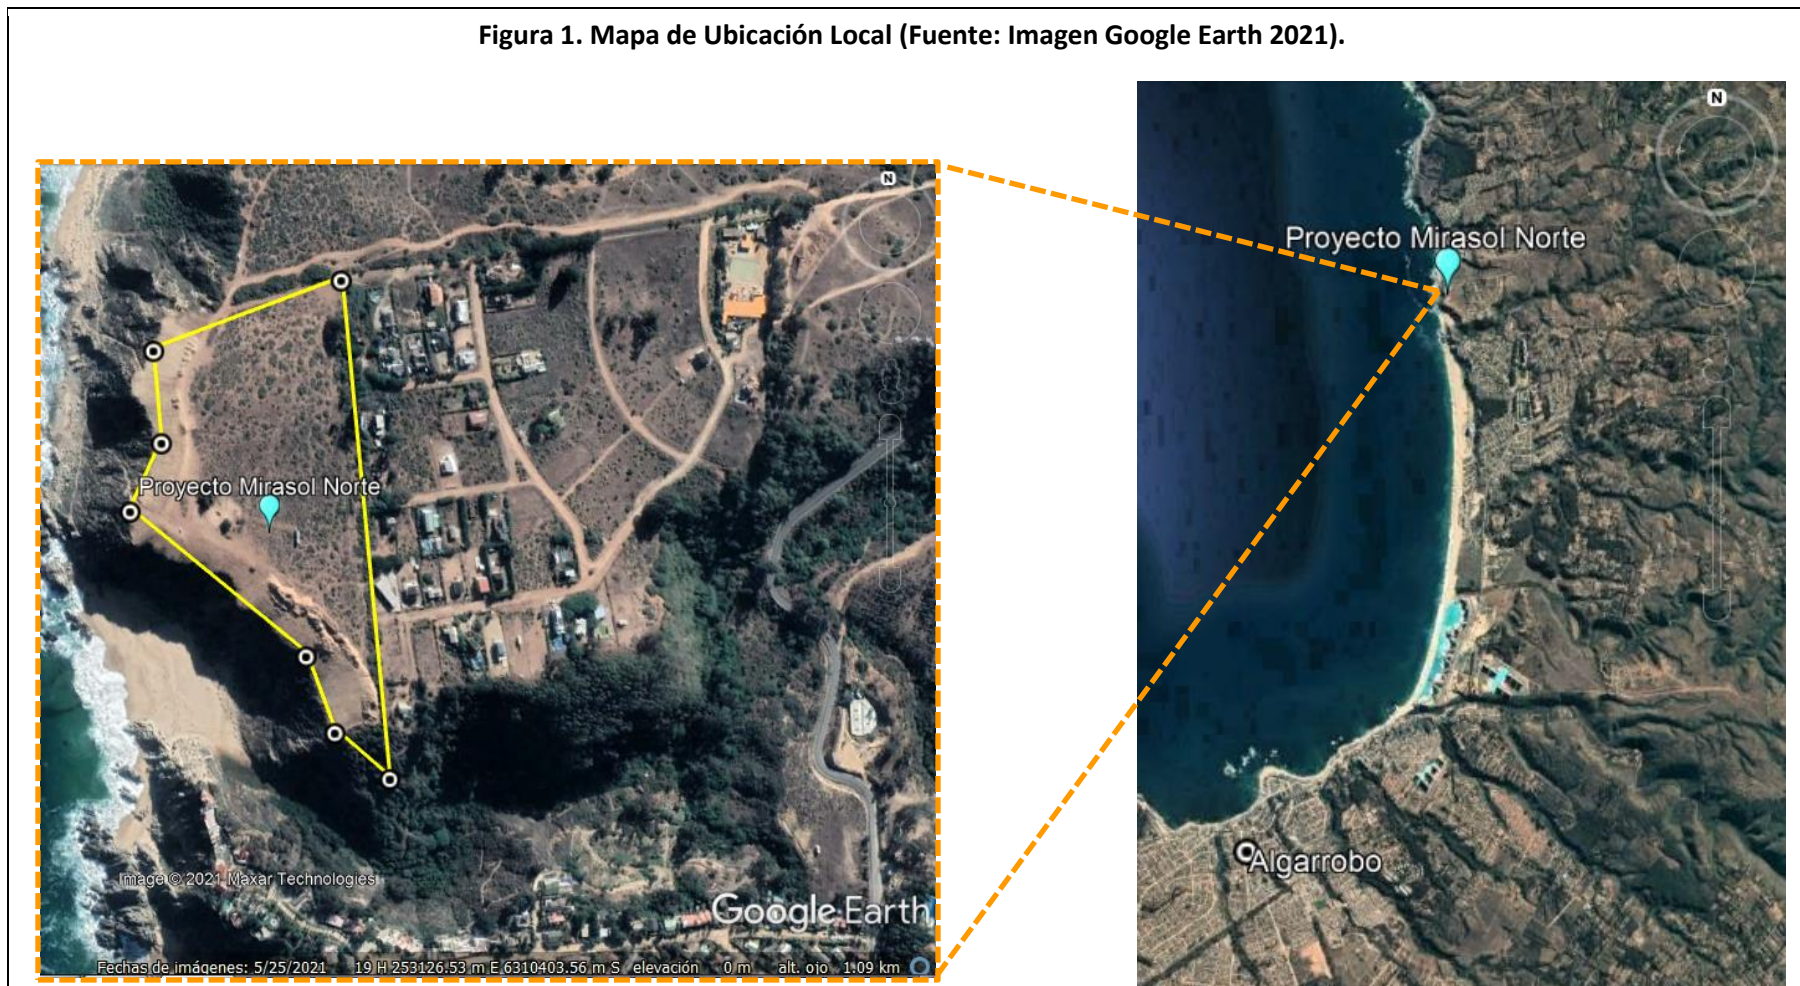 Figura 1. Mapa de Ubicación Local (Fuente: Imagen Google Earth 2021).
N
Proyecto Mirasol Norte
Image © 2021 Maxar Technologies
Google Earth
Fechas de imágenes: 5/25/2021 19 H 253126.53 m E 6310403.56 m S elevación 0 m alt. ojo 1.09 km
N
Proyecto Mirasol Norte
Algarrobo